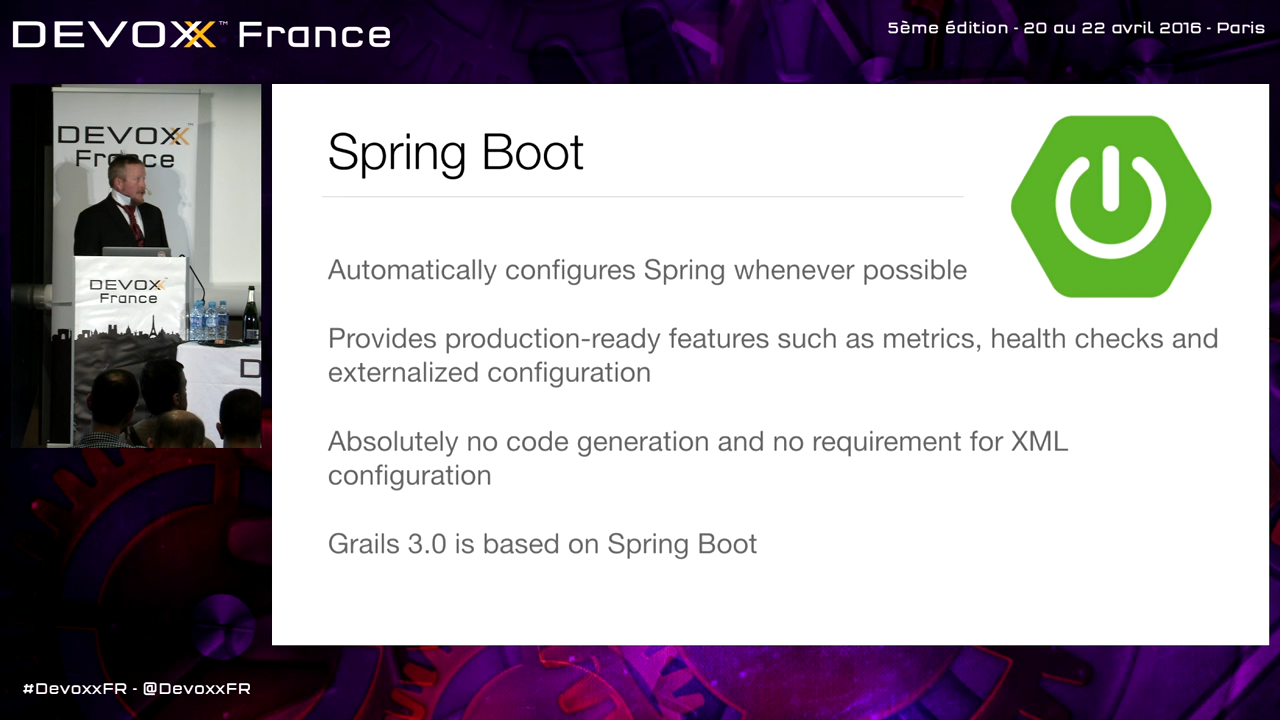 DEVOXX™ France
5ème édition - 20 au 22 avril 2016 - Paris
DEVOXX™
France
DEVOXX
France
D
Spring Boot
Automatically configures Spring whenever possible
Provides production-ready features such as metrics, health checks and
externalized configuration
Absolutely no code generation and no requirement for XML
configuration
Grails 3.0 is based on Spring Boot
#DevoxxFR - @DevoxxFR